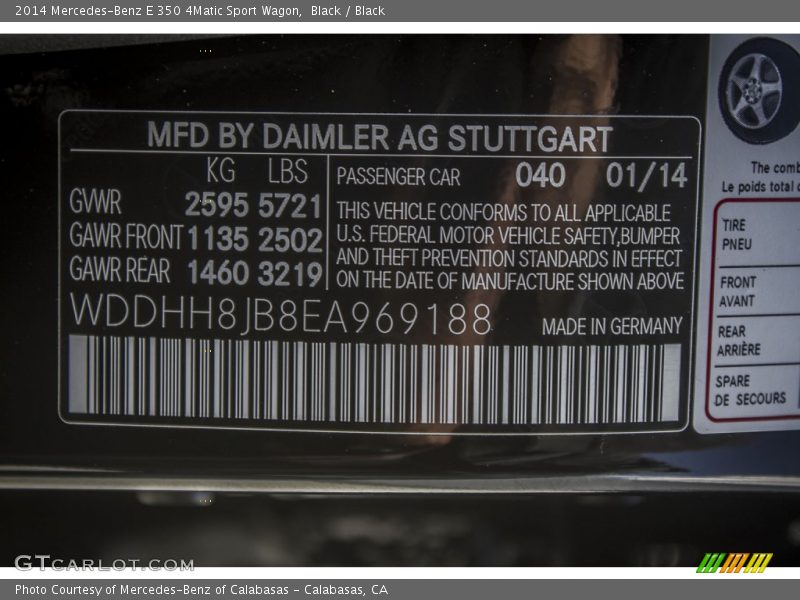 2014 Mercedes-Benz E 350 4Matic Sport Wagon, Black / Black
MFD BY DAIMLER AG STUTTGART
KG LBS
GVWR 2595 5721
GAWR FRONT 1135 2502
GAWR REAR 1460 3219
PASSENGER CAR 040 01/14
THIS VEHICLE CONFORMS TO ALL APPLICABLE
U.S. FEDERAL MOTOR VEHICLE SAFETY,BUMPER
AND THEFT PREVENTION STANDARDS IN EFFECT
ON THE DATE OF MANUFACTURE SHOWN ABOVE
WDDHH8JB8EA969188
MADE IN GERMANY
The comb
Le poids total d
TIRE
PNEU
FRONT
AVANT
REAR
ARRIÈRE
SPARE
DE SECOURS
GTCARLOT.COM
Photo Courtesy of Mercedes-Benz of Calabasas - Calabasas, CA